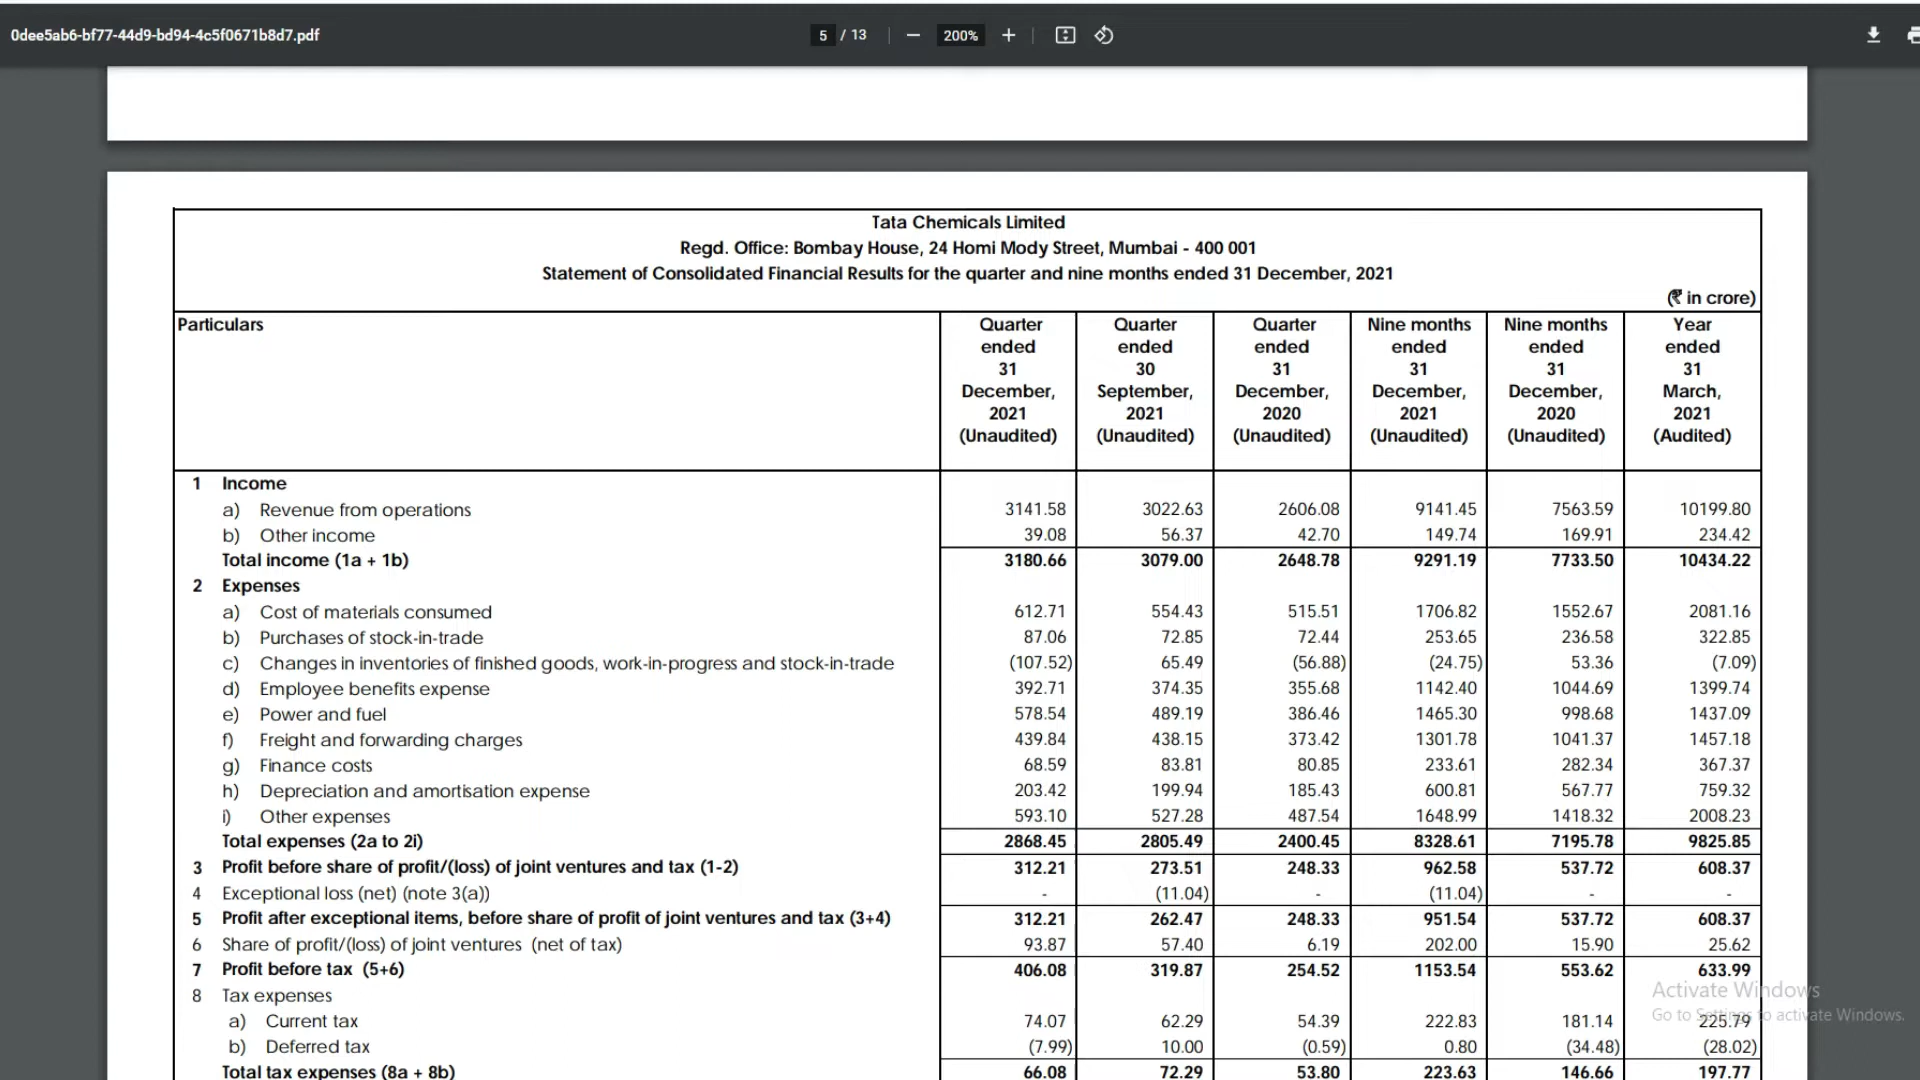 0dee5ab6-bf77-44d9-bd94-4c5f0671b8d7.pdf 5 / 13 200%
Tata Chemicals Limited
Regd. Office: Bombay House, 24 Homi Mody Street, Mumbai - 400 001
Statement of Consolidated Financial Results for the quarter and nine months ended 31 December, 2021
(₹ in crore)
Particulars Quarter Quarter Quarter Nine months Nine months Year
ended ended ended ended ended ended
31 30 31 31 31 31
December, September, December, December, December, March,
2021 2021 2020 2021 2020 2021
(Unaudited) (Unaudited) (Unaudited) (Unaudited) (Unaudited) (Audited)
1 Income
a) Revenue from operations 3141.58 3022.63 2606.08 9141.45 7563.59 10199.80
b) Other income 39.08 56.37 42.70 149.74 169.91 234.42
Total income (1a + 1b) 3180.66 3079.00 2648.78 9291.19 7733.50 10434.22
2 Expenses
a) Cost of materials consumed 612.71 554.43 515.51 1706.82 1552.67 2081.16
b) Purchases of stock-in-trade 87.06 72.85 72.44 253.65 236.58 322.85
c) Changes in inventories of finished goods, work-in-progress and stock-in-trade (107.52) 65.49 (56.88) (24.75) 53.36 (7.09)
d) Employee benefits expense 392.71 374.35 355.68 1142.40 1044.69 1399.74
e) Power and fuel 578.54 489.19 386.46 1465.30 998.68 1437.09
f) Freight and forwarding charges 439.84 438.15 373.42 1301.78 1041.37 1457.18
g) Finance costs 68.59 83.81 80.85 233.61 282.34 367.37
h) Depreciation and amortisation expense 203.42 199.94 185.43 600.81 567.77 759.32
i) Other expenses 593.10 527.28 487.54 1648.99 1418.32 2008.23
Total expenses (2a to 2i) 2868.45 2805.49 2400.45 8328.61 7195.78 9825.85
3 Profit before share of profit/(loss) of joint ventures and tax (1-2) 312.21 273.51 248.33 962.58 537.72 608.37
4 Exceptional loss (net) (note 3(a)) - (11.04) - (11.04) - -
5 Profit after exceptional items, before share of profit of joint ventures and tax (3+4) 312.21 262.47 248.33 951.54 537.72 608.37
6 Share of profit/(loss) of joint ventures (net of tax) 93.87 57.40 6.19 202.00 15.90 25.62
7 Profit before tax (5+6) 406.08 319.87 254.52 1153.54 553.62 633.99
Activate Windows
8 Tax expenses
Go to Settings to activate Windows.
a) Current tax 74.07 62.29 54.39 222.83 181.14 225.79
b) Deferred tax (7.99) 10.00 (0.59) 0.80 (34.48) (28.02)
Total tax expenses (8a + 8b) 66.08 72.29 53.80 223.63 146.66 197.77